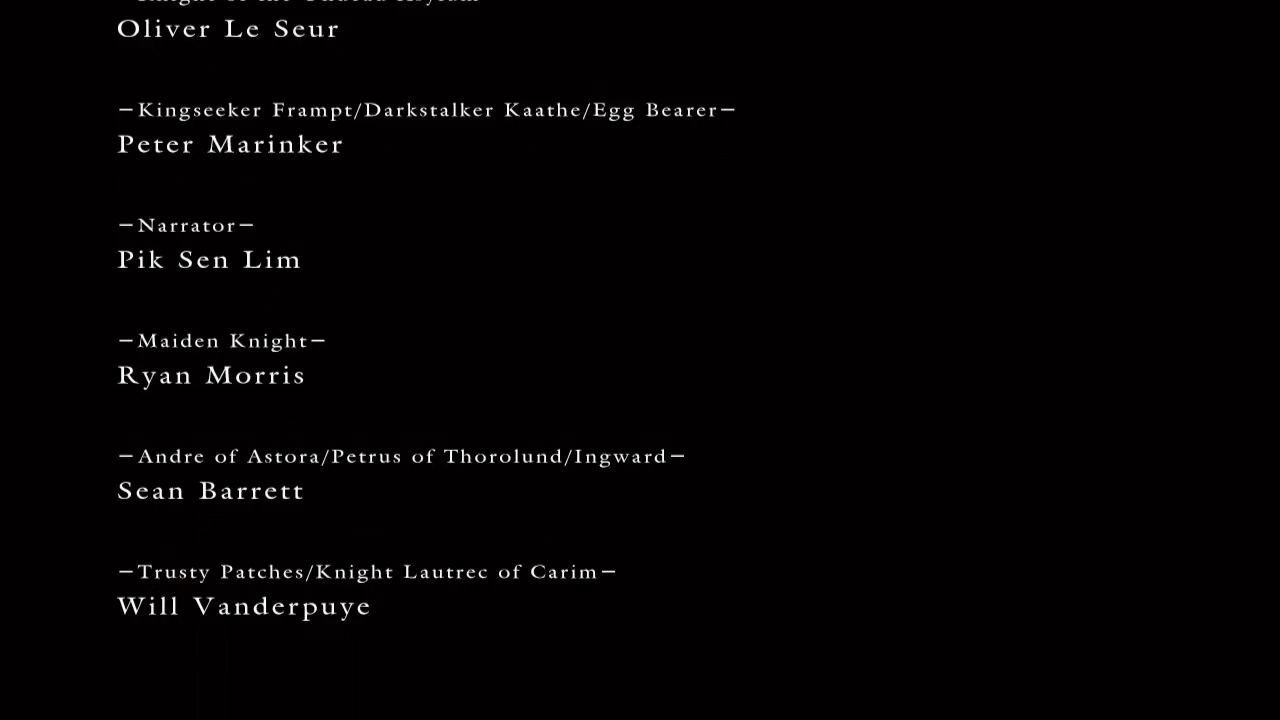 Oliver Le Seur
—Kingseeker Frampt/Darkstalker Kaathe/Egg Bearer—
Peter Marinker
—Narrator—
Pik Sen Lim
—Maiden Knight—
Ryan Morris
—Andre of Astora/Petrus of Thorolund/Ingward—
Sean Barrett
—Trusty Patches/Knight Lautrec of Carim—
Will Vanderpuye